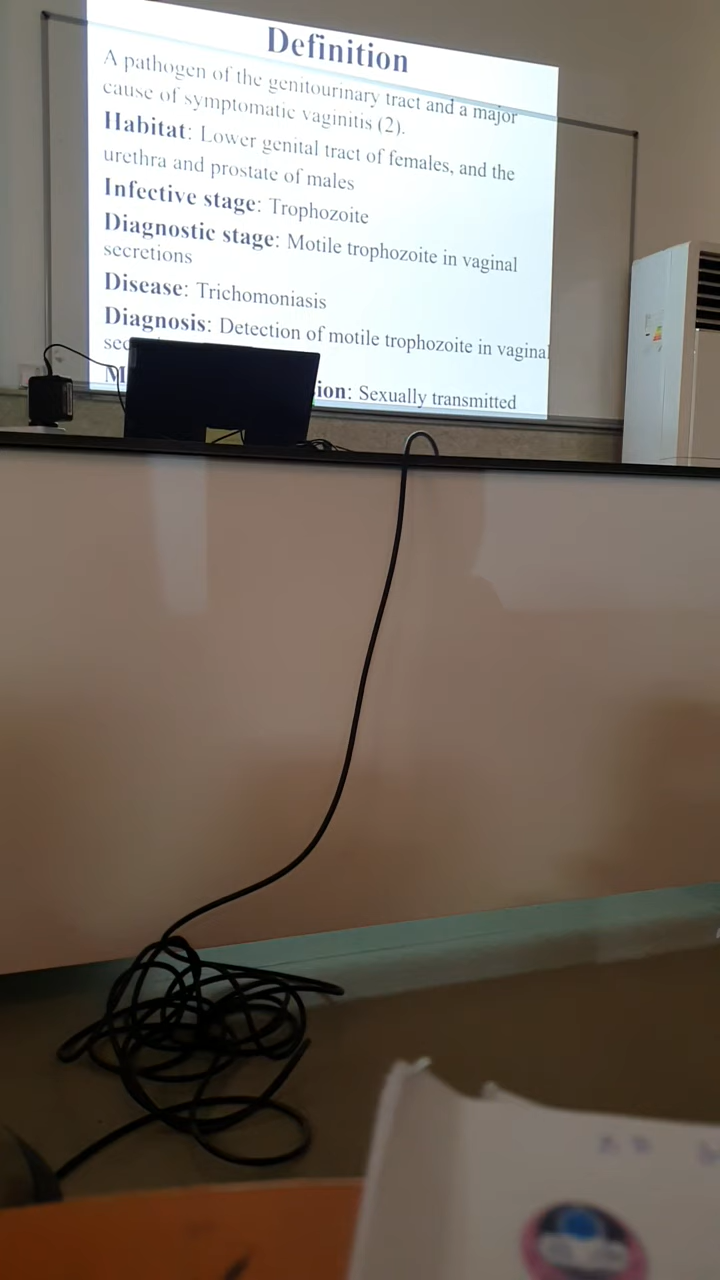 Definition
A pathogen of the genitourinary tract and a major
cause of symptomatic vaginitis (2).
Habitat: Lower genital tract of females, and the
urethra and prostate of males
Infective stage: Trophozoite
Diagnostic stage: Motile trophozoite in vaginal
secretions
Disease: Trichomoniasis
Diagnosis: Detection of motile trophozoite in vaginal
sec
M ion: Sexually transmitted